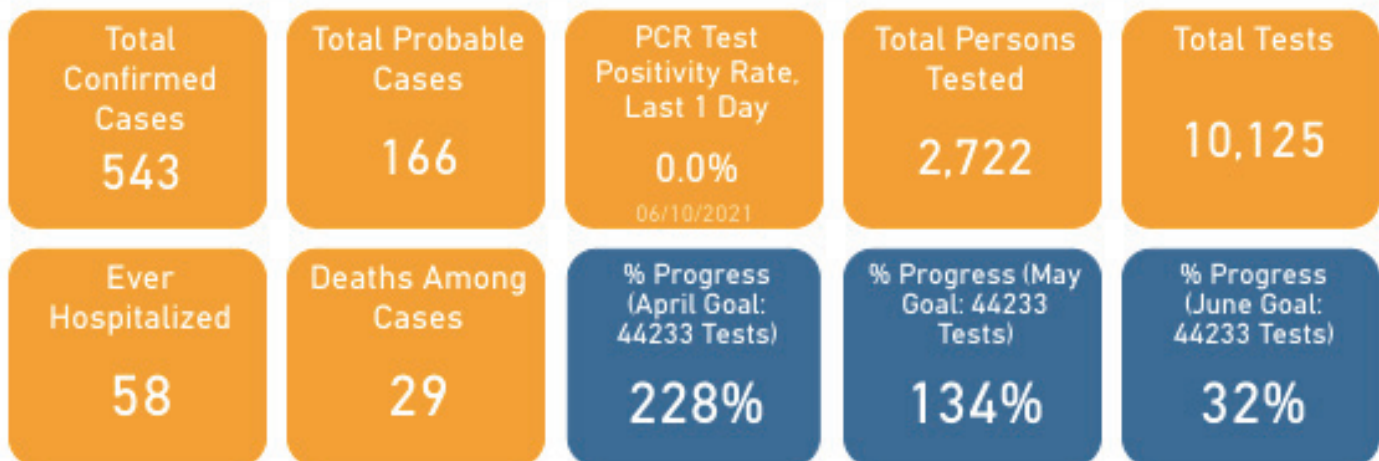 Total
Confirmed
Cases
543
Total Probable
Cases
166
PCR Test
Positivity Rate,
Last 1 Day
0.0%
06/10/2021
Total Persons
Tested
2,722
Total Tests
10,125
Ever
Hospitalized
58
Deaths Among
Cases
29
% Progress
(April Goal:
44233 Tests)
228%
% Progress (May
Goal: 44233
Tests)
134%
% Progress
(June Goal:
44233 Tests)
32%